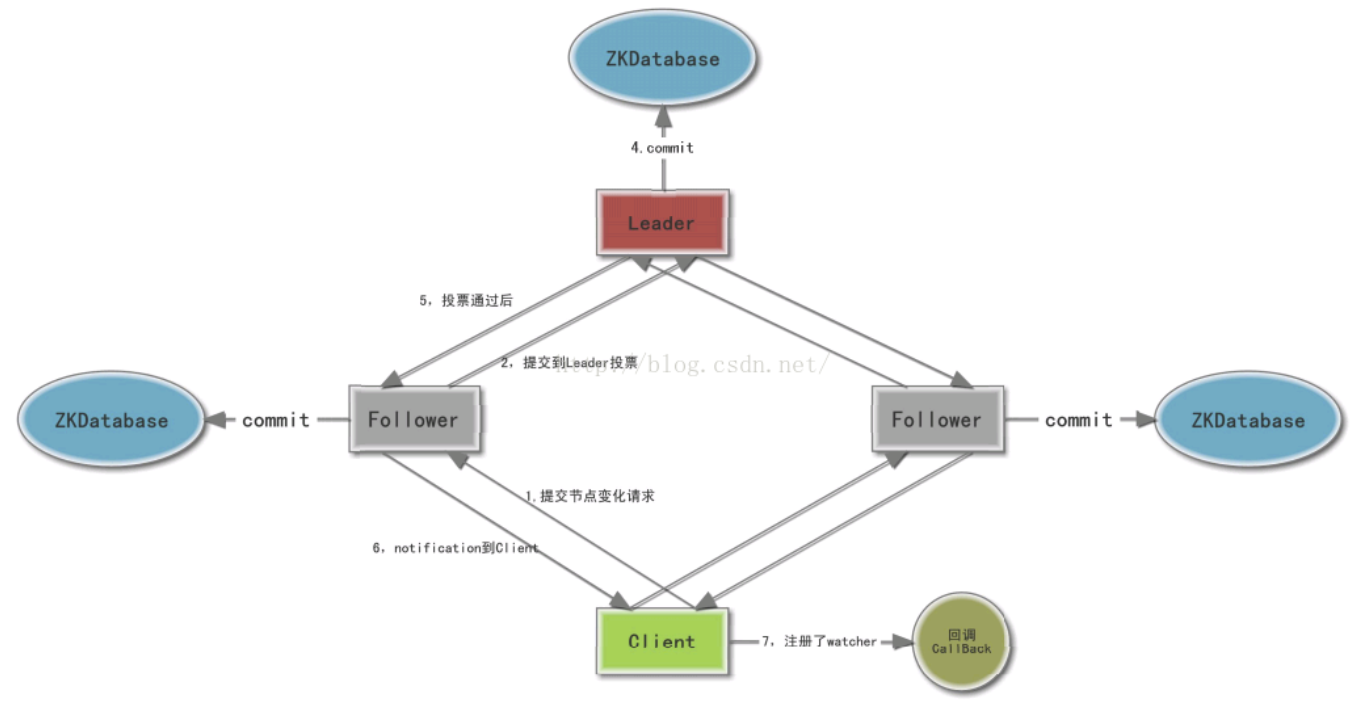 ZKDatabase
4.commit
Leader
5，投票通过后
2，提交到Leader投票
http://blog.csdn.net/
ZKDatabase
commit
Follower
Follower
commit
ZKDatabase
1.提交节点变化请求
6，notification到Client
Client
7，注册了watcher
回调
CallBack